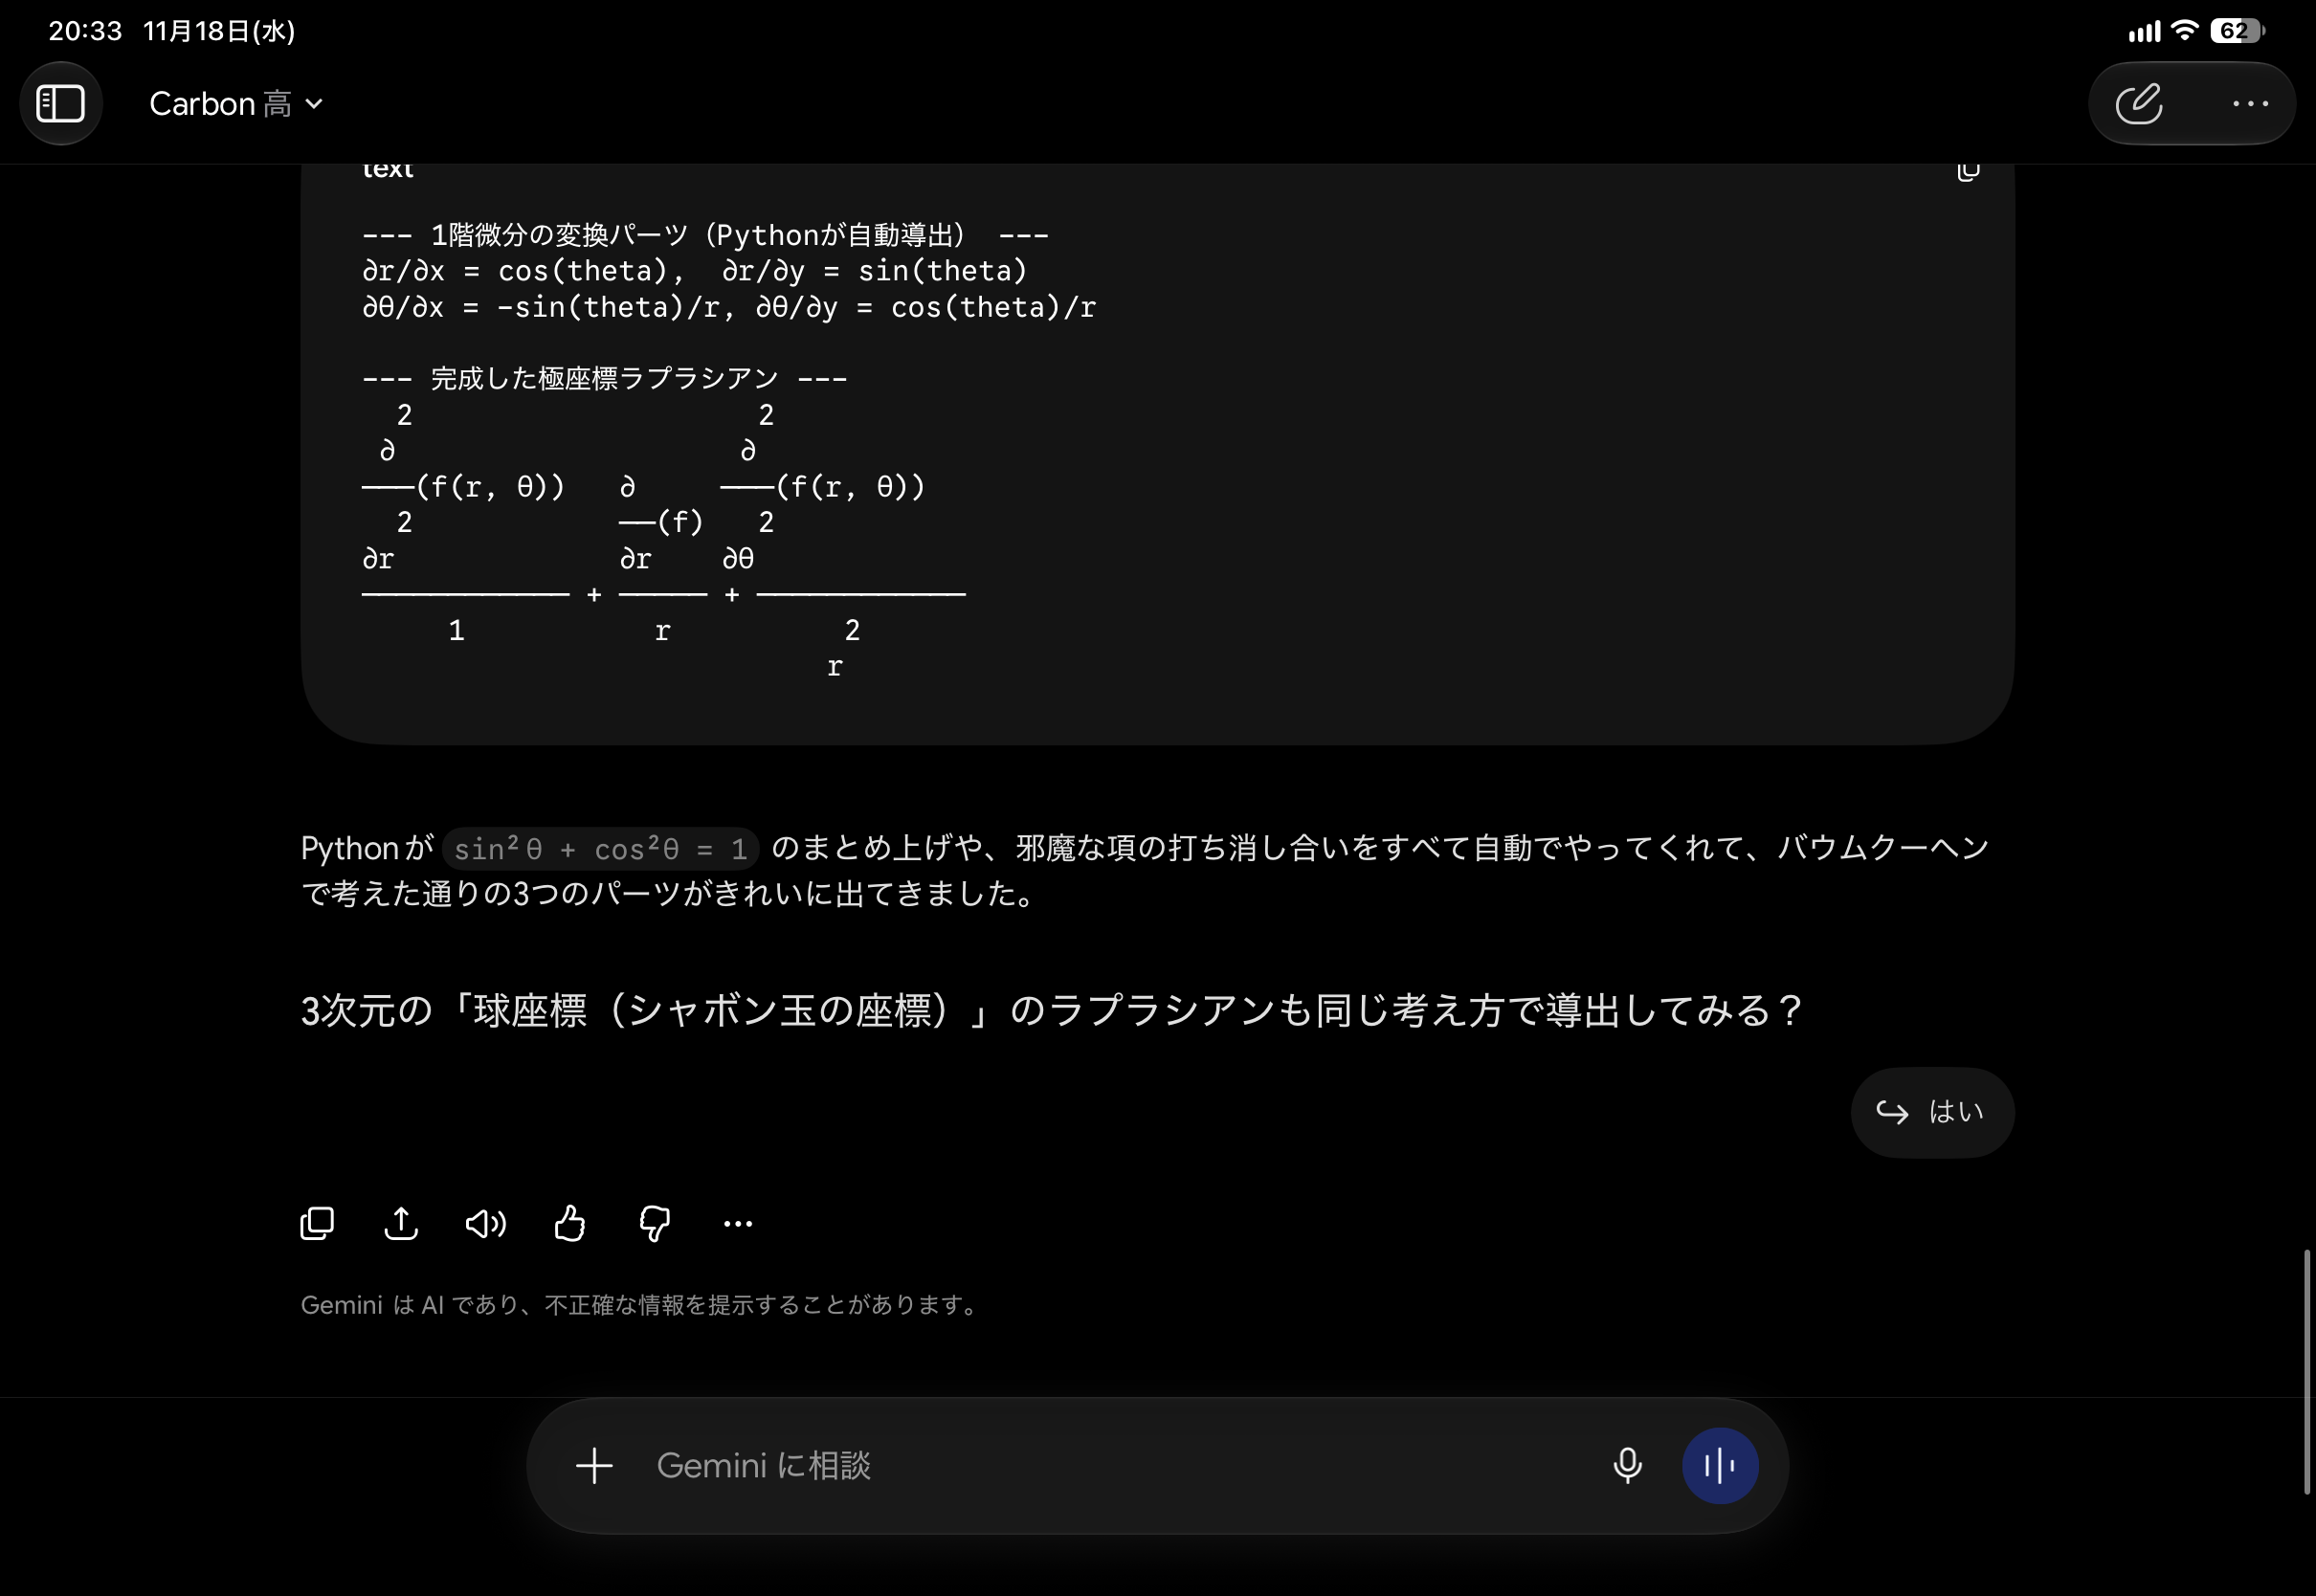 20:33 11月18日(水)
62
Carbon 高
text
--- 1階微分の変換パーツ（Pythonが自動導出） ---
∂r/∂x = cos(theta),  ∂r/∂y = sin(theta)
∂θ/∂x = -sin(theta)/r, ∂θ/∂y = cos(theta)/r
--- 完成した極座標ラプラシアン ---
  2                    2
 ∂                    ∂
───(f(r, θ))   ∂     ───(f(r, θ))
  2            ──(f)   2
∂r             ∂r    ∂θ
──────────── + ───── + ────────────
     1           r          2
                           r
Pythonが sin²θ + cos²θ = 1 のまとめ上げや、邪魔な項の打ち消し合いをすべて自動でやってくれて、バウムクーヘン
で考えた通りの3つのパーツがきれいに出てきました。
3次元の「球座標（シャボン玉の座標）」のラプラシアンも同じ考え方で導出してみる？
はい
Gemini は AI であり、不正確な情報を提示することがあります。
Gemini に相談